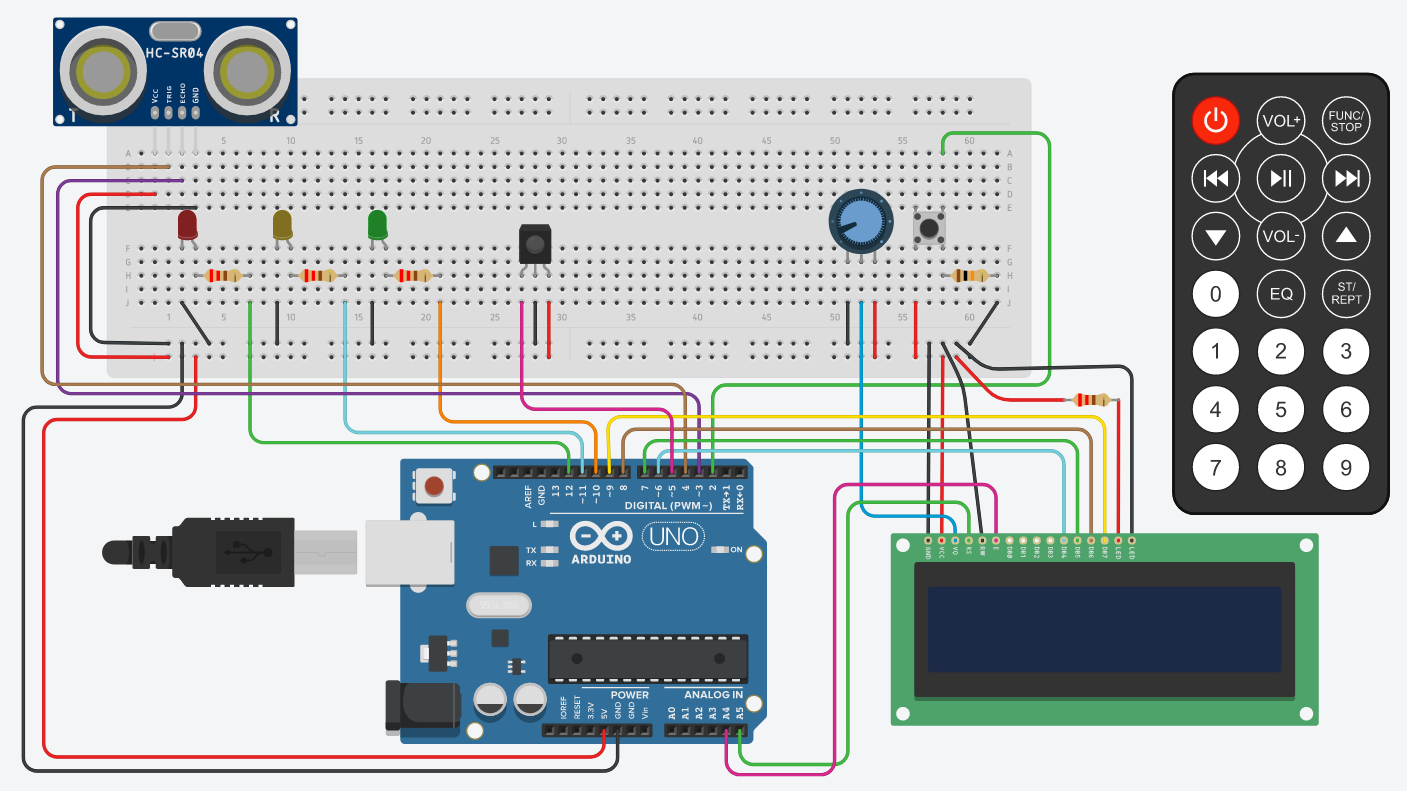 HC-SR04
VCC TRIG ECHO GND
T R
5 10 15 20 25 30 35 40 45 50 55 60
A A
B
C C
D D
E E
F F
G G
H H
I I
J J
1 5 10 15 20 25 30 35 40 45 50 55 60
VOL+
FUNC/
STOP
VOL-
0
EQ
ST/
REPT
1 2 3
4 5 6
7 8 9
AREF GND 13 12 ~11 ~10 ~9 8 7 ~6 ~5 4 ~3 2 TX→1 RX←0
DIGITAL (PWM~)
L
TX
RX
ARDUINO
UNO
ON
POWER
ANALOG IN
IOREF RESET 3.3V 5V GND GND Vin A0 A1 A2 A3 A4 A5
GND VCC V0 RS RW E DB0 DB1 DB2 DB3 DB4 DB5 DB6 DB7 LED LED